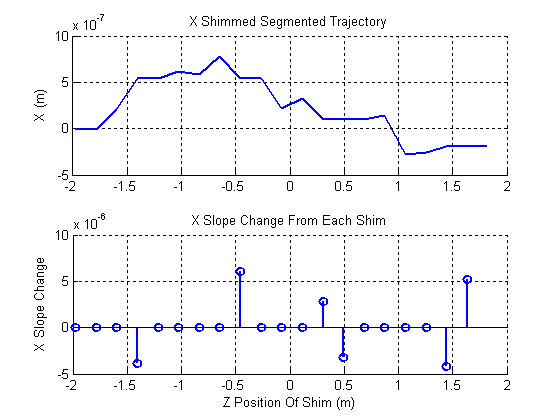 X Shimmed Segmented Trajectory
x 10^-7
10
5
0
-5
X (m)
-2 -1.5 -1 -0.5 0 0.5 1 1.5 2
X Slope Change From Each Shim
x 10^-6
10
5
0
-5
X Slope Change
-2 -1.5 -1 -0.5 0 0.5 1 1.5 2
Z Position Of Shim (m)